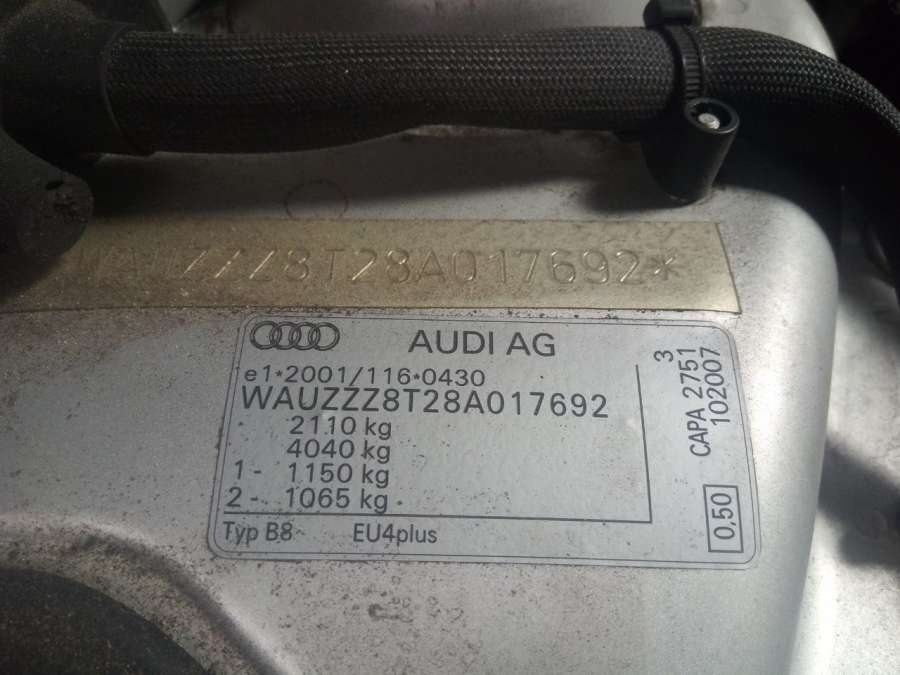 WAUZZZ8T28A017692*
AUDI AG
e1*2001/116*0430
WAUZZZ8T28A017692
2110 kg
4040 kg
1- 1150 kg
2- 1065 kg
Typ B8 EU4plus
3
CAPA 2751
102007
0,50